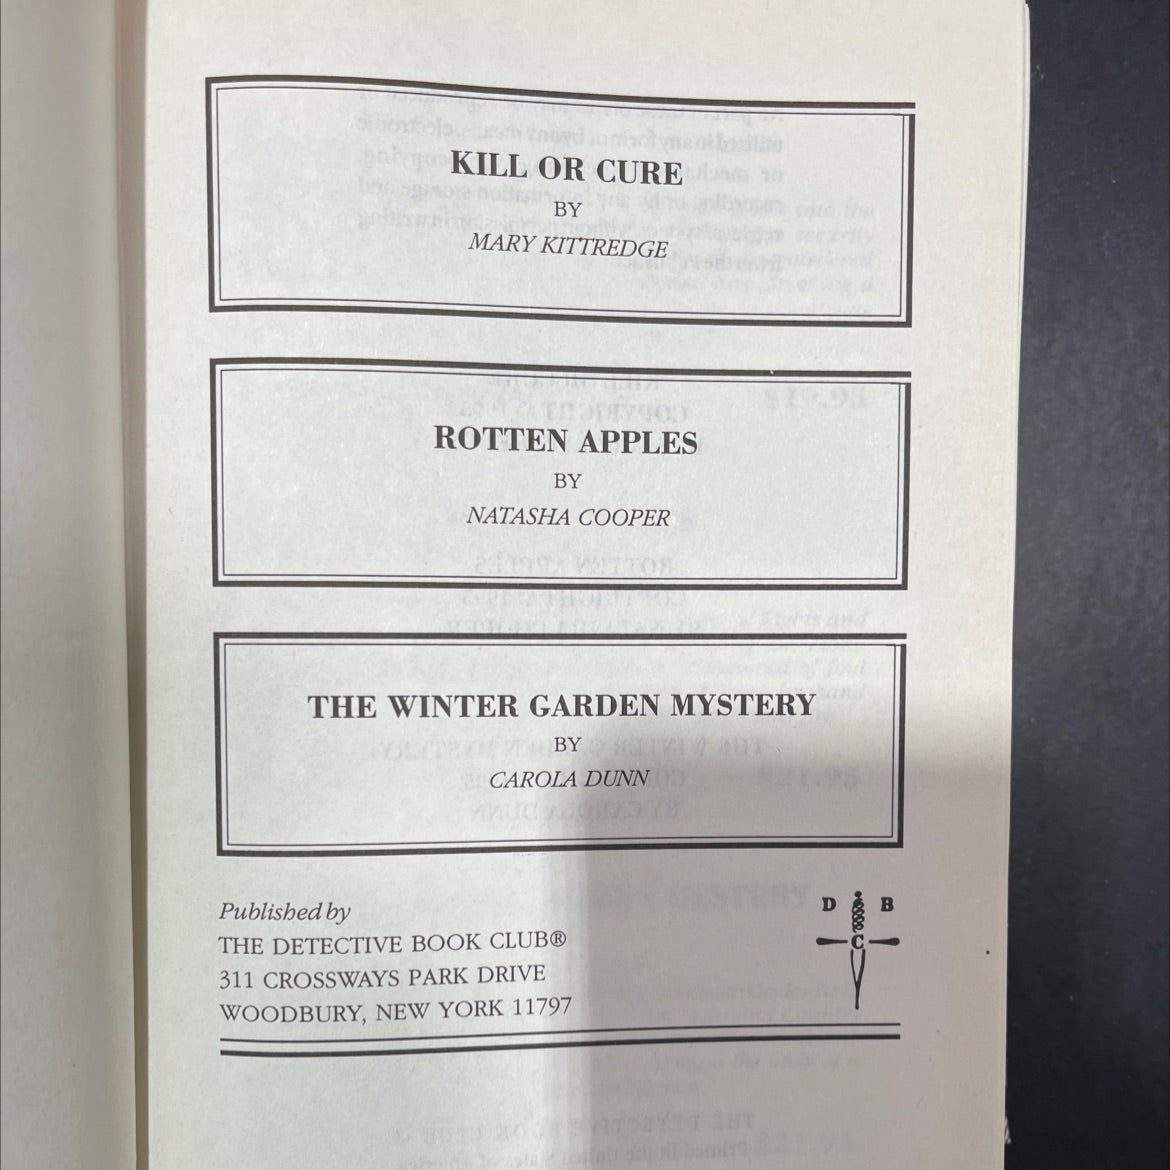 KILL OR CURE
BY
MARY KITTREDGE
ROTTEN APPLES
BY
NATASHA COOPER
THE WINTER GARDEN MYSTERY
BY
CAROLA DUNN
Published by
THE DETECTIVE BOOK CLUB®
311 CROSSWAYS PARK DRIVE
WOODBURY, NEW YORK 11797
D B
C